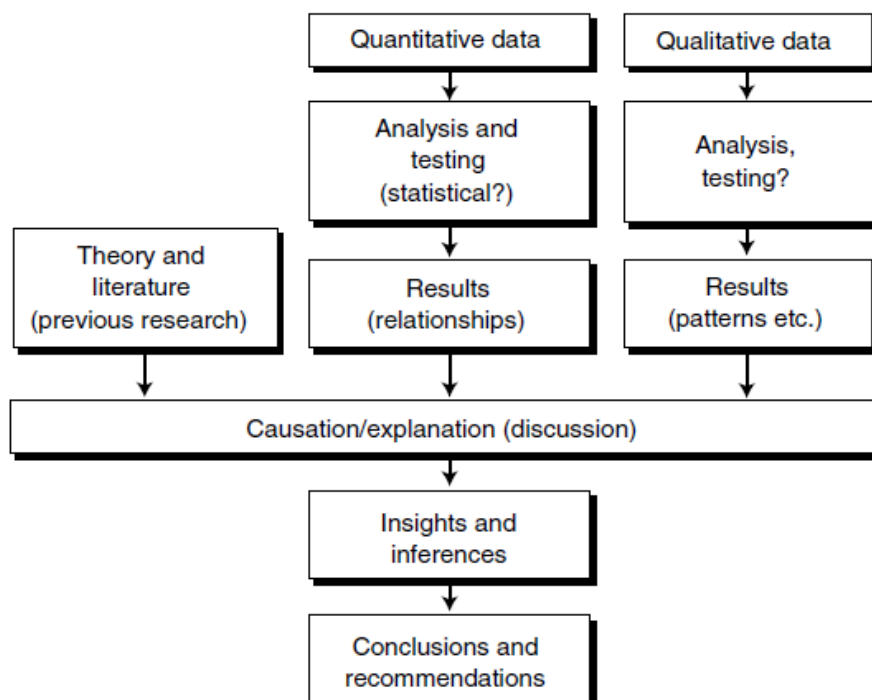 Quantitative data
Qualitative data
Analysis and
testing
(statistical?)
Analysis,
testing?
Theory and
literature
(previous research)
Results
(relationships)
Results
(patterns etc.)
Causation/explanation (discussion)
Insights and
inferences
Conclusions and
recommendations